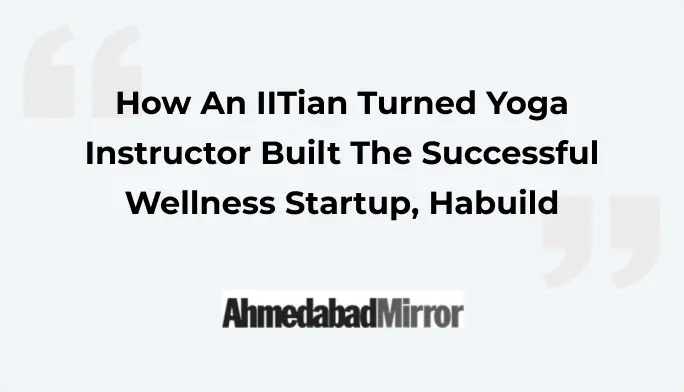 How An IITian Turned Yoga
Instructor Built The Successful
Wellness Startup, Habuild
AhmedabadMirror